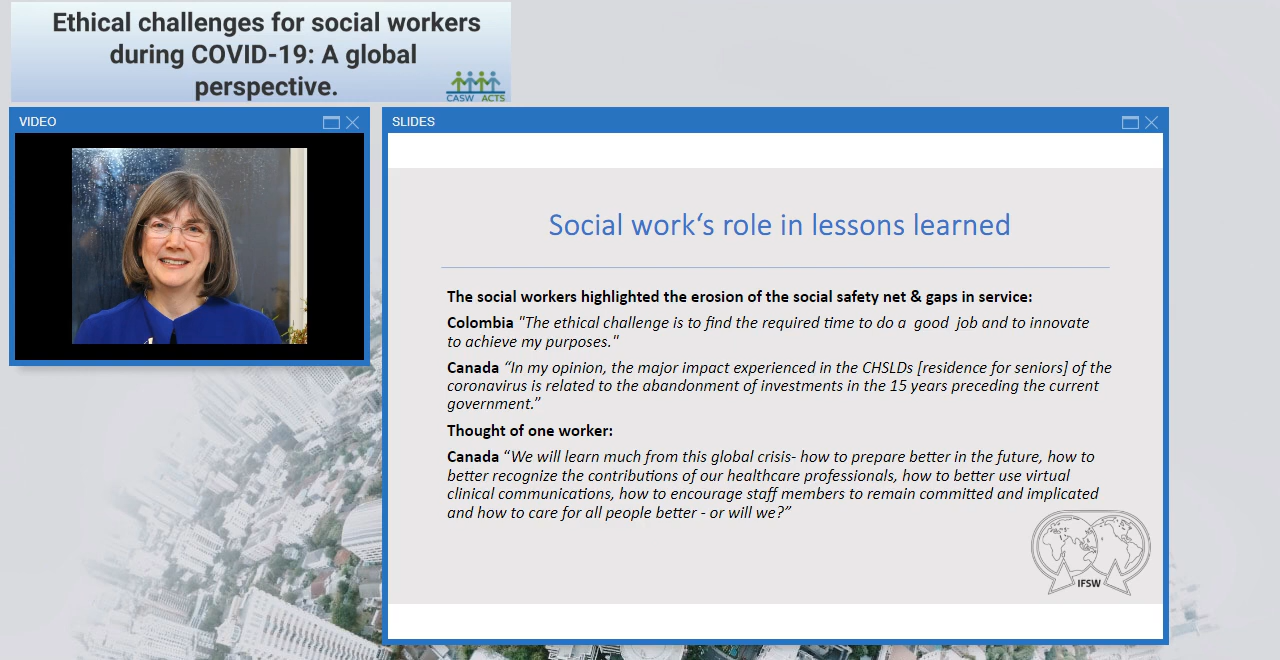 Ethical challenges for social workers
during COVID-19: A global
perspective.
CASW ACTS
VIDEO
SLIDES
Social work‘s role in lessons learned
The social workers highlighted the erosion of the social safety net & gaps in service:
Colombia "The ethical challenge is to find the required time to do a good job and to innovate
to achieve my purposes."
Canada “In my opinion, the major impact experienced in the CHSLDs [residence for seniors] of the
coronavirus is related to the abandonment of investments in the 15 years preceding the current
government.”
Thought of one worker:
Canada “We will learn much from this global crisis- how to prepare better in the future, how to
better recognize the contributions of our healthcare professionals, how to better use virtual
clinical communications, how to encourage staff members to remain committed and implicated
and how to care for all people better - or will we?”
IFSW